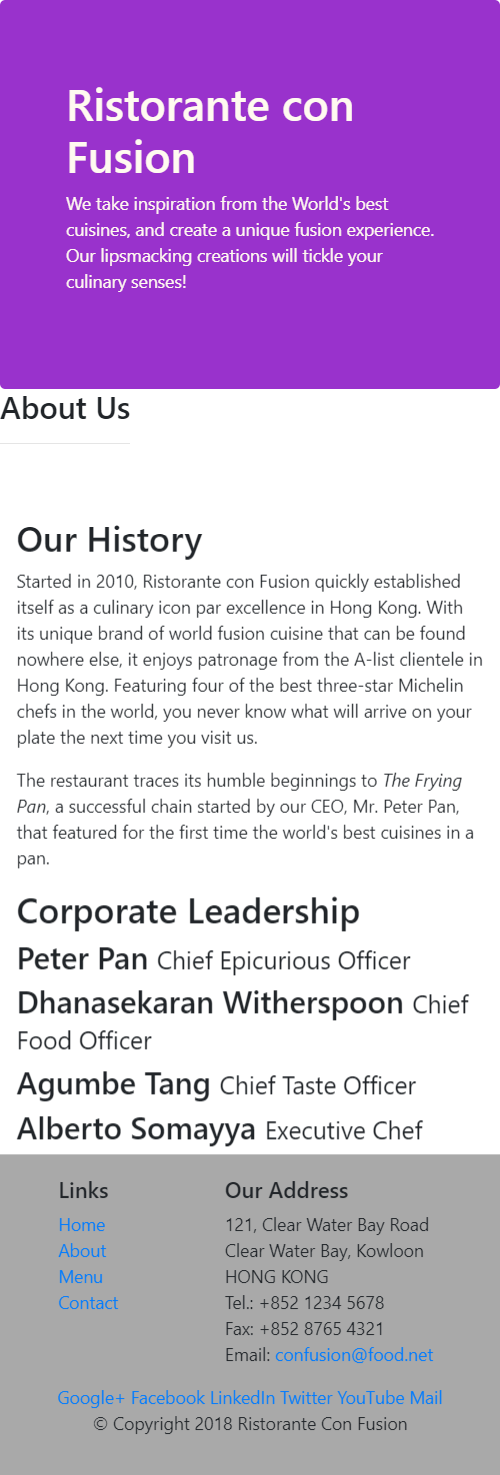 Ristorante con
Fusion
We take inspiration from the World's best
cuisines, and create a unique fusion experience.
Our lipsmacking creations will tickle your
culinary senses!
About Us
Our History
Started in 2010, Ristorante con Fusion quickly established
itself as a culinary icon par excellence in Hong Kong. With
its unique brand of world fusion cuisine that can be found
nowhere else, it enjoys patronage from the A-list clientele in
Hong Kong. Featuring four of the best three-star Michelin
chefs in the world, you never know what will arrive on your
plate the next time you visit us.
The restaurant traces its humble beginnings to The Frying
Pan, a successful chain started by our CEO, Mr. Peter Pan,
that featured for the first time the world's best cuisines in a
pan.
Corporate Leadership
Peter Pan Chief Epicurious Officer
Dhanasekaran Witherspoon Chief
Food Officer
Agumbe Tang Chief Taste Officer
Alberto Somayya Executive Chef
Links
Home
About
Menu
Contact
Our Address
121, Clear Water Bay Road
Clear Water Bay, Kowloon
HONG KONG
Tel.: +852 1234 5678
Fax: +852 8765 4321
Email: confusion@food.net
Google+ Facebook LinkedIn Twitter YouTube Mail
© Copyright 2018 Ristorante Con Fusion